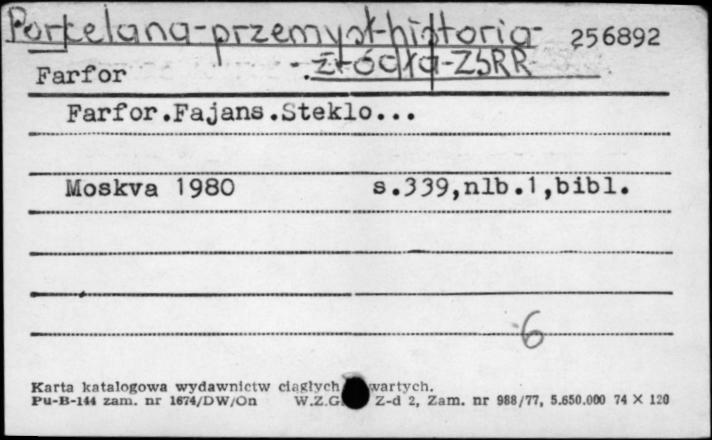 Porcelana-przemysł-historia- 256892
Farfor -źródła-ZSRR
Farfor.Fajans.Steklo...
Moskva 1980 s.339,nlb.1,bibl.
6
Karta katalogowa wydawnictw ciągłych wartych.
Pu-B-144 zam. nr 1674/DW/On W.Z.G. Z-d 2, Zam. nr 988/77, 5.650.000 74 X 120